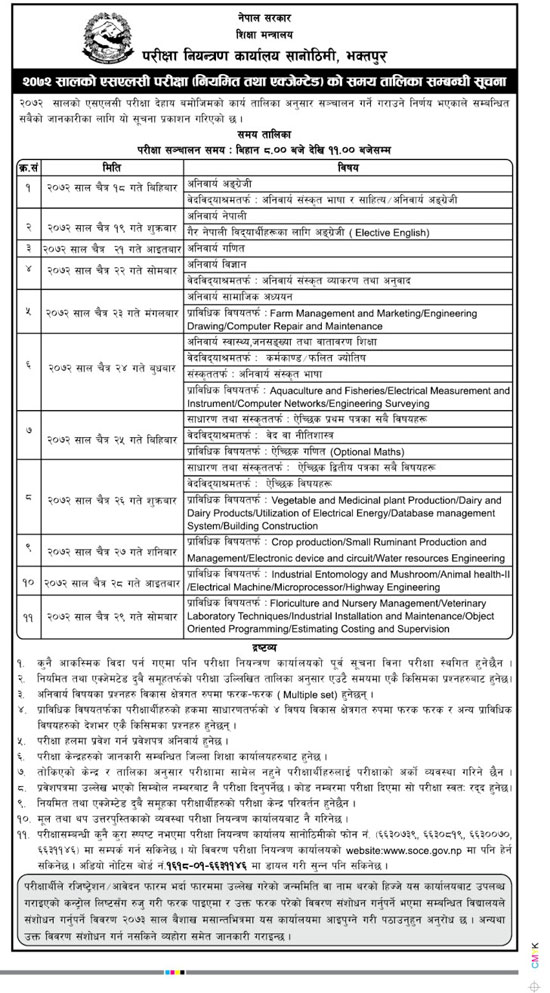 नेपाल सरकार
शिक्षा मन्त्रालय
परीक्षा नियन्त्रण कार्यालय सानोठिमी, भक्तपुर
२०७२ सालको एसएलसी परीक्षा (नियमित तथा एक्जेम्टेड) को समय तालिका सम्बन्धी सूचना
२०७२ सालको एसएलसी परीक्षा देहाय बमोजिमको कार्य तालिका अनुसार सञ्चालन गर्ने गराउने निर्णय भएकाले सम्बन्धित
सबैको जानकारीका लागि यो सूचना प्रकाशन गरिएको छ ।
समय तालिका
परीक्षा सञ्चालन समय : बिहान ८.०० बजे देखि ११.०० बजेसम्म
क्र.सं मिति विषय
१ २०७२ साल चैत्र १८ गते बिहिबार अनिवार्य अङ्ग्रेजी
वेदविद्याश्रमतर्फ : अनिवार्य संस्कृत भाषा र साहित्य/अनिवार्य अङ्ग्रेजी
२ २०७२ साल चैत्र १९ गते शुक्रबार अनिवार्य नेपाली
गैर नेपाली विद्यार्थीहरूका लागि अङ्ग्रेजी ( Elective English)
३ २०७२ साल चैत्र २१ गते आइतबार अनिवार्य गणित
४ २०७२ साल चैत्र २२ गते सोमबार अनिवार्य विज्ञान
वेदविद्याश्रमतर्फ : अनिवार्य संस्कृत व्याकरण तथा अनुवाद
५ २०७२ साल चैत्र २३ गते मंगलबार अनिवार्य सामाजिक अध्ययन
प्राविधिक विषयतर्फ : Farm Management and Marketing/Engineering
Drawing/Computer Repair and Maintenance
६ २०७२ साल चैत्र २४ गते बुधबार अनिवार्य स्वास्थ्य,जनसङ्ख्या तथा वातावरण शिक्षा
वेदविद्याश्रमतर्फ : कर्मकाण्ड/फलित ज्योतिष
संस्कृततर्फ : अनिवार्य संस्कृत भाषा
प्राविधिक विषयतर्फ : Aquaculture and Fisheries/Electrical Measurement and
Instrument/Computer Networks/Engineering Surveying
७ २०७२ साल चैत्र २५ गते बिहिबार साधारण तथा संस्कृततर्फ : ऐच्छिक प्रथम पत्रका सबै विषयहरू
वेदविद्याश्रमतर्फ : वेद वा नीतिशास्त्र
प्राविधिक विषयतर्फ : ऐच्छिक गणित (Optional Maths)
८ २०७२ साल चैत्र २६ गते शुक्रबार साधारण तथा संस्कृततर्फ : ऐच्छिक द्वितीय पत्रका सबै विषयहरू
वेदविद्याश्रमतर्फ : ऐच्छिक विषयहरू
प्राविधिक विषयतर्फ : Vegetable and Medicinal plant Production/Dairy and
Dairy Products/Utilization of Electrical Energy/Database management
System/Building Construction
९ २०७२ साल चैत्र २७ गते शनिबार प्राविधिक विषयतर्फ : Crop production/Small Ruminant Production and
Management/Electronic device and circuit/Water resources Engineering
१० २०७२ साल चैत्र २८ गते आइतबार प्राविधिक विषयतर्फ : Industrial Entomology and Mushroom/Animal health-II
/Electrical Machine/Microprocessor/Highway Engineering
११ २०७२ साल चैत्र २९ गते सोमबार प्राविधिक विषयतर्फ : Floriculture and Nursery Management/Veterinary
Laboratory Techniques/Industrial Installation and Maintenance/Object
Oriented Programming/Estimating Costing and Supervision
द्रष्टव्य
१. कुनै आकस्मिक विदा पर्न गएमा पनि परीक्षा नियन्त्रण कार्यालयको पूर्व सूचना विना परीक्षा स्थगित हुनेछैन ।
२. नियमित तथा एक्जेम्टेड दुबै समूहतर्फको परीक्षा उल्लिखित तालिका अनुसार एउटै समयमा एकै किसिमका प्रश्नहरुबाट हुनेछ।
३. अनिवार्य विषयका प्रश्नहरु विकास क्षेत्रगत रुपमा फरक-फरक ( Multiple set) हुनेछन् ।
४. प्राविधिक विषयतर्फका परीक्षार्थीहरुको हकमा साधारणतर्फको ४ विषय विकास क्षेत्रगत रुपमा फरक फरक र अन्य प्राविधिक
विषयहरुको देशभर एकै किसिमका प्रश्नहरु हुनेछन् ।
५. परीक्षा हलमा प्रवेश गर्न प्रवेशपत्र अनिवार्य हुनेछ ।
६. परीक्षा केन्द्रहरुको जानकारी सम्बन्धित जिल्ला शिक्षा कार्यालयहरुबाट हुनेछ ।
७. तोकिएको केन्द्र र तालिका अनुसार परीक्षामा सामेल नहुने परीक्षार्थीहरुलाई परीक्षाको अर्को व्यवस्था गरिने छैन ।
८. प्रवेशपत्रमा उल्लेख भएको सिम्बोल नम्बरबाट नै परीक्षा दिनुपर्नेछ । कोड नम्बरमा परीक्षा दिएमा सो परीक्षा स्वत: रद्द हुनेछ।
९. नियमित तथा एक्जेम्टेड दुबै समूहका परीक्षार्थीहरुको परीक्षा केन्द्र परिवर्तन हुनेछैन ।
१०. मूल तथा थप उत्तरपुस्तिकाको व्यवस्था परीक्षा नियन्त्रण कार्यालयबाट नै गरिनेछ ।
११. परीक्षासम्बन्धी कुनै कुरा स्पष्ट नभएमा परीक्षा नियन्त्रण कार्यालय सानोठिमीको फोन नं. (६६३०७३९, ६६३०८१९, ६६३००७०,
६६३११४६) मा सम्पर्क गर्न सकिनेछ । यो विवरण परीक्षा नियन्त्रण कार्यालयको website:www.soce.gov.np मा पनि हेर्न
सकिनेछ । अडियो नोटिस बोर्ड नं.१६१८-०१-६६३११४६ मा डायल गरी सुन्न पनि सकिनेछ ।
परीक्षार्थीले रजिष्ट्रेशन/आवेदन फारम भर्दा फारममा उल्लेख गरेको जन्ममिति वा नाम थरको हिज्जे यस कार्यालयबाट उपलब्ध
गराइएको कन्ट्रोल लिष्टसँग रुजु गरी फरक पाइएमा र उक्त फरक परेको विवरण संशोधन गर्नुपर्ने भएमा सम्बन्धित विद्यालयले
संशोधन गर्नुपर्ने विवरण २०७३ साल बैशाख मसान्तभित्रमा यस कार्यालयमा आइपुग्ने गरी पठाउनुहुन अनुरोध छ । अन्यथा
उक्त विवरण संशोधन गर्न नसकिने व्यहोरा समेत जानकारी गराइन्छ ।
CMYK